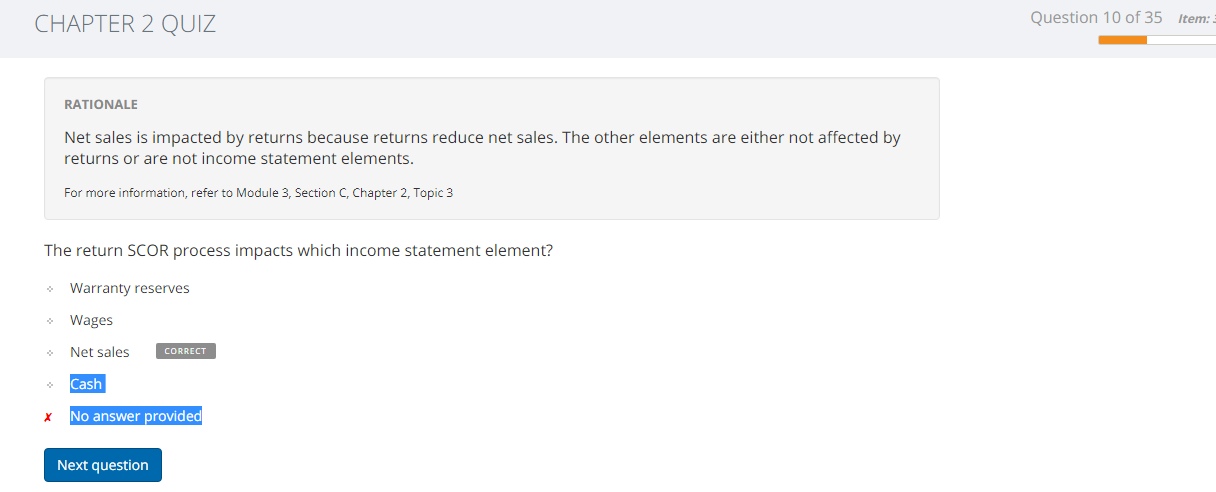 CHAPTER 2 QUIZ
Question 10 of 35 Item:
RATIONALE
Net sales is impacted by returns because returns reduce net sales. The other elements are either not affected by
returns or are not income statement elements.
For more information, refer to Module 3, Section C, Chapter 2, Topic 3
The return SCOR process impacts which income statement element?
Warranty reserves
Wages
Net sales CORRECT
Cash
✗ No answer provided
Next question